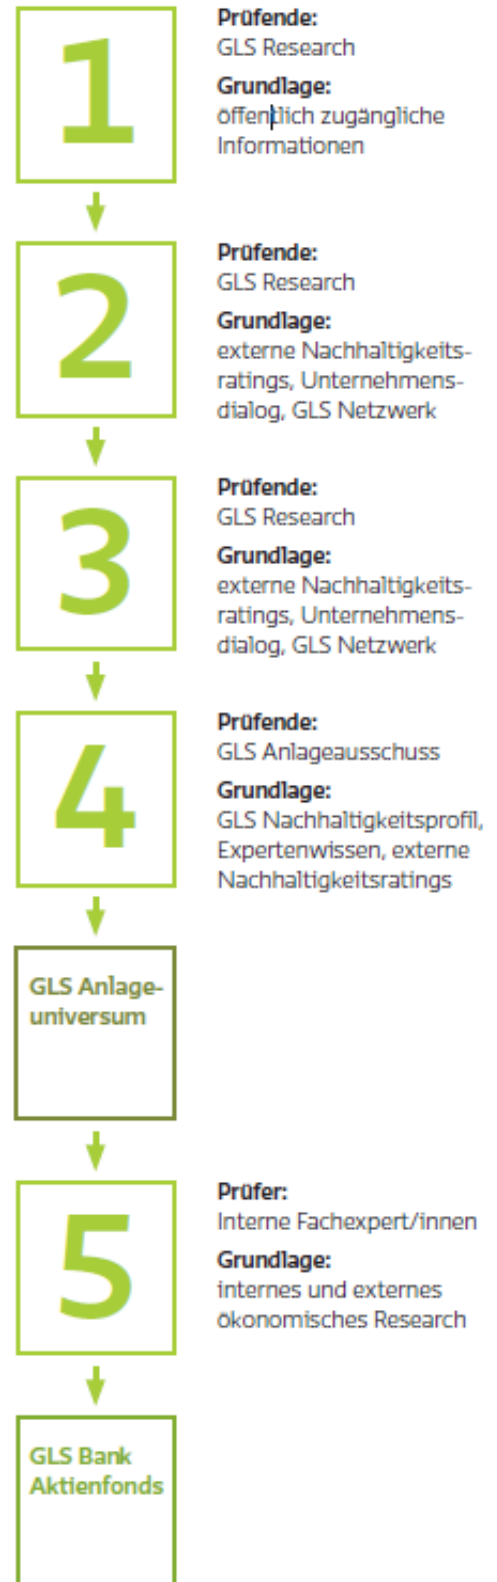 1
Prüfende:
GLS Research
Grundlage:
öffentlich zugängliche
Informationen
2
Prüfende:
GLS Research
Grundlage:
externe Nachhaltigkeits-
ratings, Unternehmens-
dialog, GLS Netzwerk
3
Prüfende:
GLS Research
Grundlage:
externe Nachhaltigkeits-
ratings, Unternehmens-
dialog, GLS Netzwerk
4
Prüfende:
GLS Anlageausschuss
Grundlage:
GLS Nachhaltigkeitsprofil,
Expertenwissen, externe
Nachhaltigkeitsratings
GLS Anlage-
universum
5
Prüfer:
Interne Fachexpert/innen
Grundlage:
internes und externes
ökonomisches Research
GLS Bank
Aktienfonds